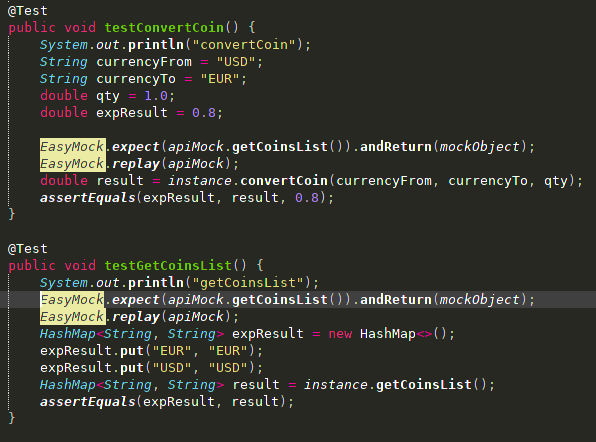 @Test
public void testConvertCoin() {
    System.out.println("convertCoin");
    String currencyFrom = "USD";
    String currencyTo = "EUR";
    double qty = 1.0;
    double expResult = 0.8;

    EasyMock.expect(apiMock.getCoinsList()).andReturn(mockObject);
    EasyMock.replay(apiMock);
    double result = instance.convertCoin(currencyFrom, currencyTo, qty);
    assertEquals(expResult, result, 0.8);
}

@Test
public void testGetCoinsList() {
    System.out.println("getCoinsList");
    EasyMock.expect(apiMock.getCoinsList()).andReturn(mockObject);
    EasyMock.replay(apiMock);
    HashMap<String, String> expResult = new HashMap<>();
    expResult.put("EUR", "EUR");
    expResult.put("USD", "USD");
    HashMap<String, String> result = instance.getCoinsList();
    assertEquals(expResult, result);
}